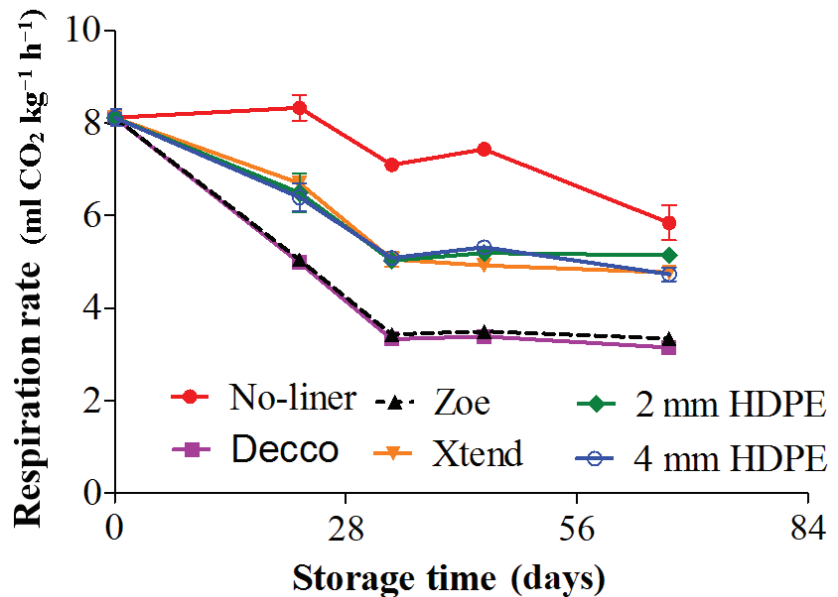 Respiration rate (ml CO₂ kg⁻¹ h⁻¹)
10
8
6
4
2
0
No-liner
Zoe
2 mm HDPE
Decco
Xtend
4 mm HDPE
0
28
56
84
Storage time (days)